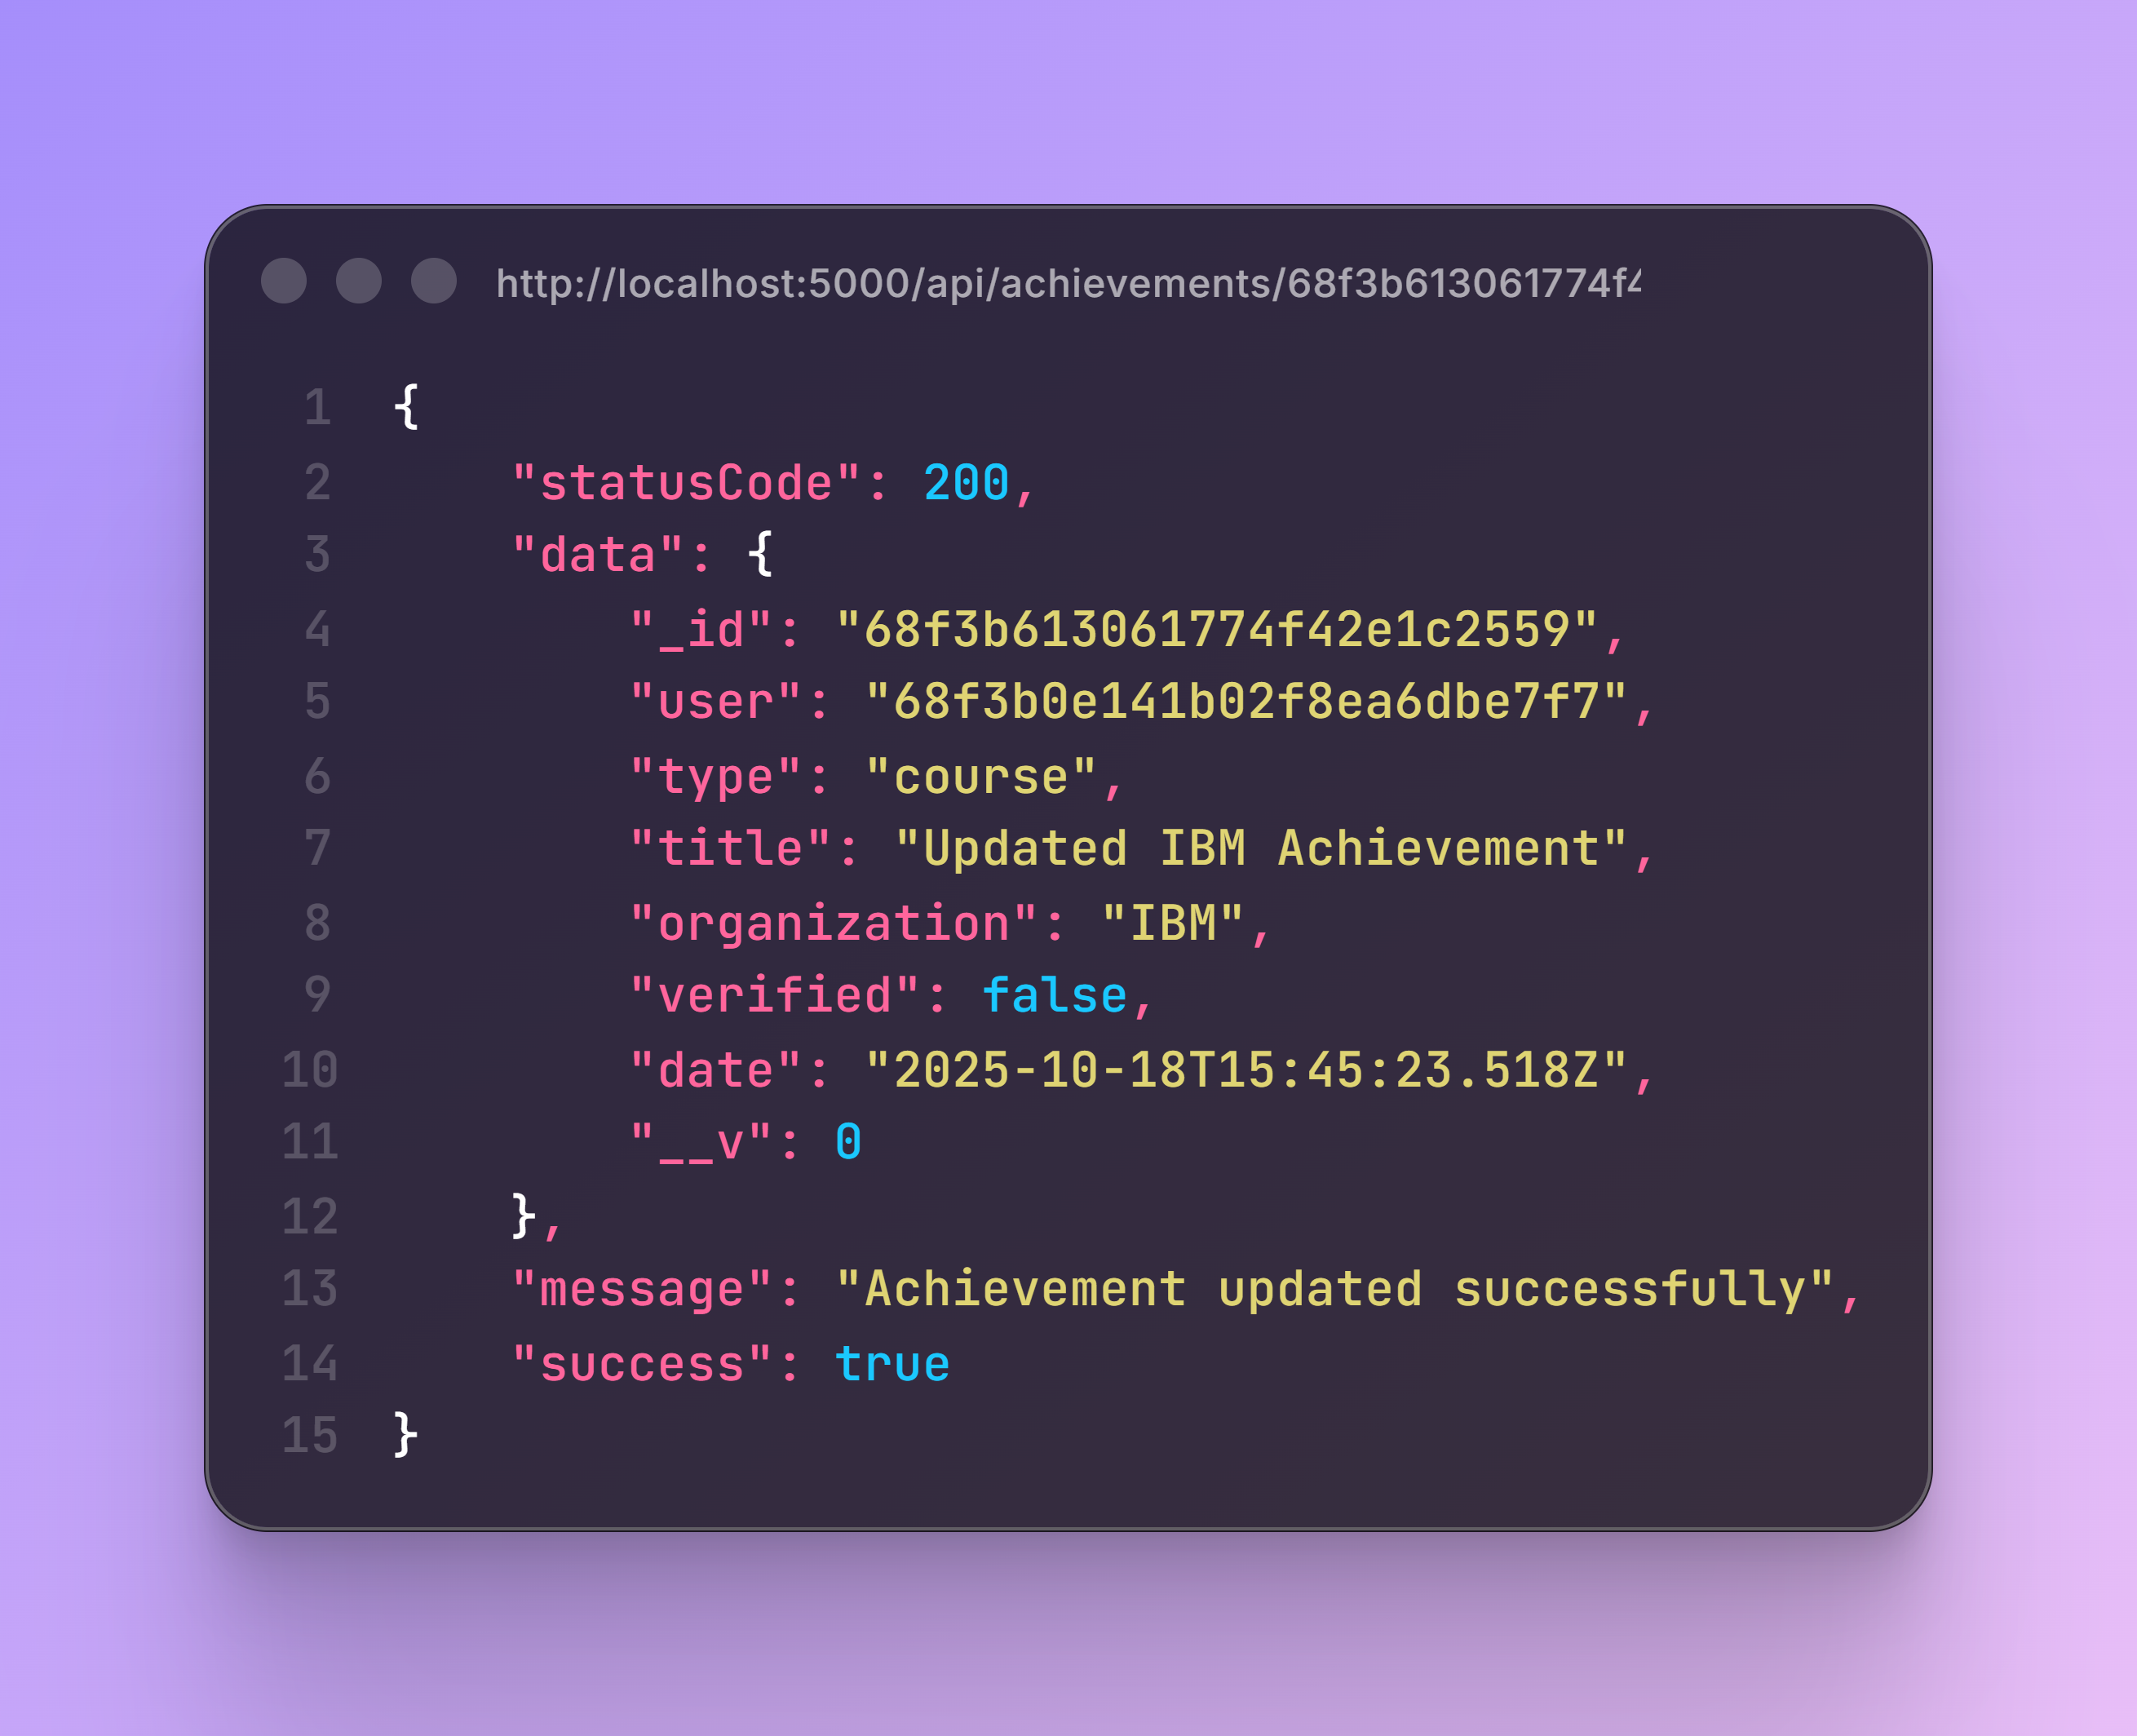 http://localhost:5000/api/achievements/68f3b613061774f4
1 {
2     "statusCode": 200,
3     "data": {
4         "_id": "68f3b613061774f42e1c2559",
5         "user": "68f3b0e141b02f8ea6dbe7f7",
6         "type": "course",
7         "title": "Updated IBM Achievement",
8         "organization": "IBM",
9         "verified": false,
10         "date": "2025-10-18T15:45:23.518Z",
11         "__v": 0
12     },
13     "message": "Achievement updated successfully",
14     "success": true
15 }